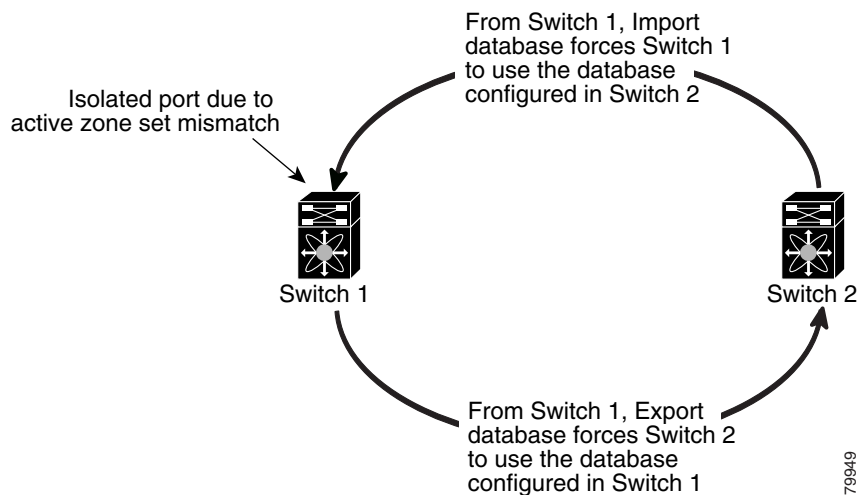 From Switch 1, Import
database forces Switch 1
to use the database
configured in Switch 2
Isolated port due to
active zone set mismatch
Switch 1
Switch 2
From Switch 1, Export
database forces Switch 2
to use the database
configured in Switch 1
79949